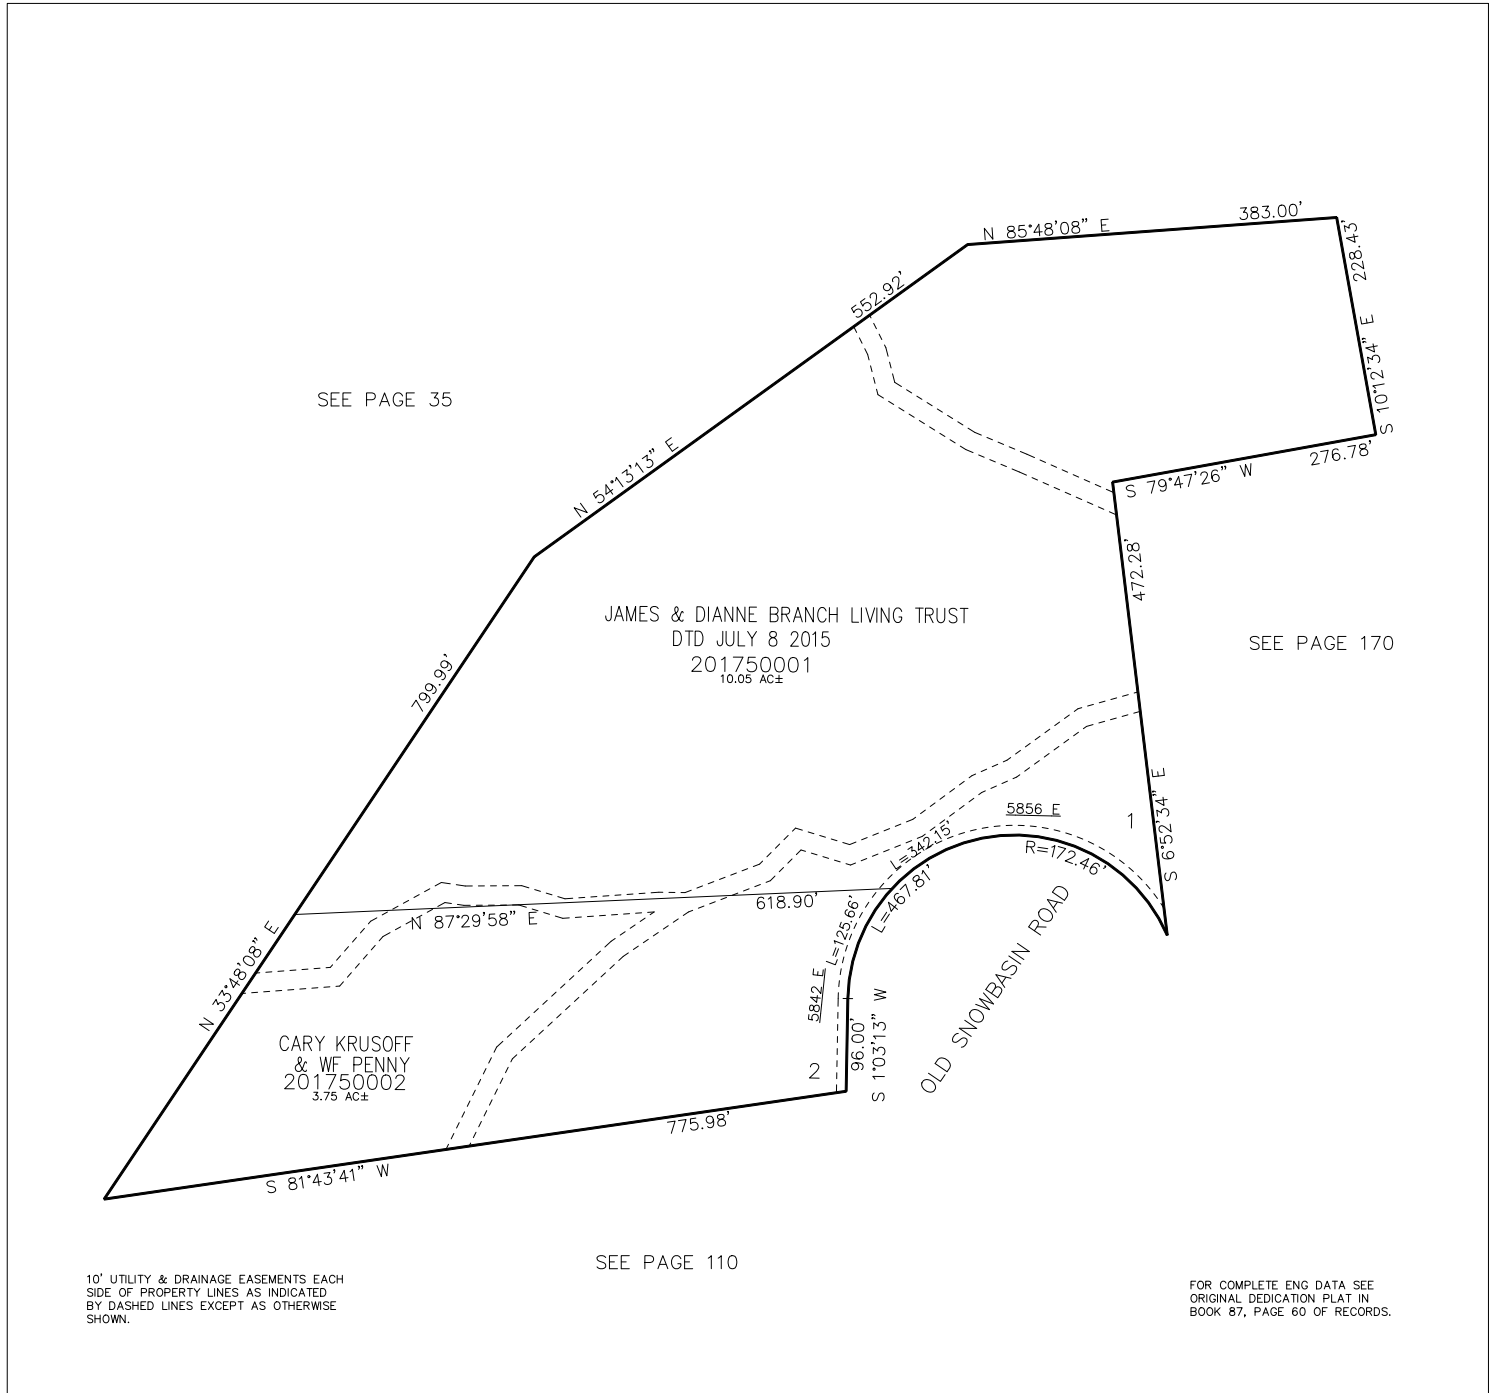 383.00'
N 85°48'08" E
228.43'
552.92'
S 10°12'34" E
SEE PAGE 35
276.78'
S 79°47'26" W
N 54°13'13" E
472.28'
JAMES & DIANNE BRANCH LIVING TRUST
DTD JULY 8 2015
201750001
10.05 AC±
SEE PAGE 170
799.99'
5856 E
1
S 6°52'34" E
L=342.15'
R=172.46'
L=467.81'
618.90'
N 87°29'58" E
L=125.66'
OLD SNOWBASIN ROAD
N 33°48'08" E
5842 E
96.00'
S 1°03'13" W
CARY KRUSOFF
& WF PENNY
201750002
3.75 AC±
2
775.98'
S 81°43'41" W
SEE PAGE 110
10' UTILITY & DRAINAGE EASEMENTS EACH
SIDE OF PROPERTY LINES AS INDICATED
BY DASHED LINES EXCEPT AS OTHERWISE
SHOWN.
FOR COMPLETE ENG DATA SEE
ORIGINAL DEDICATION PLAT IN
BOOK 87, PAGE 60 OF RECORDS.